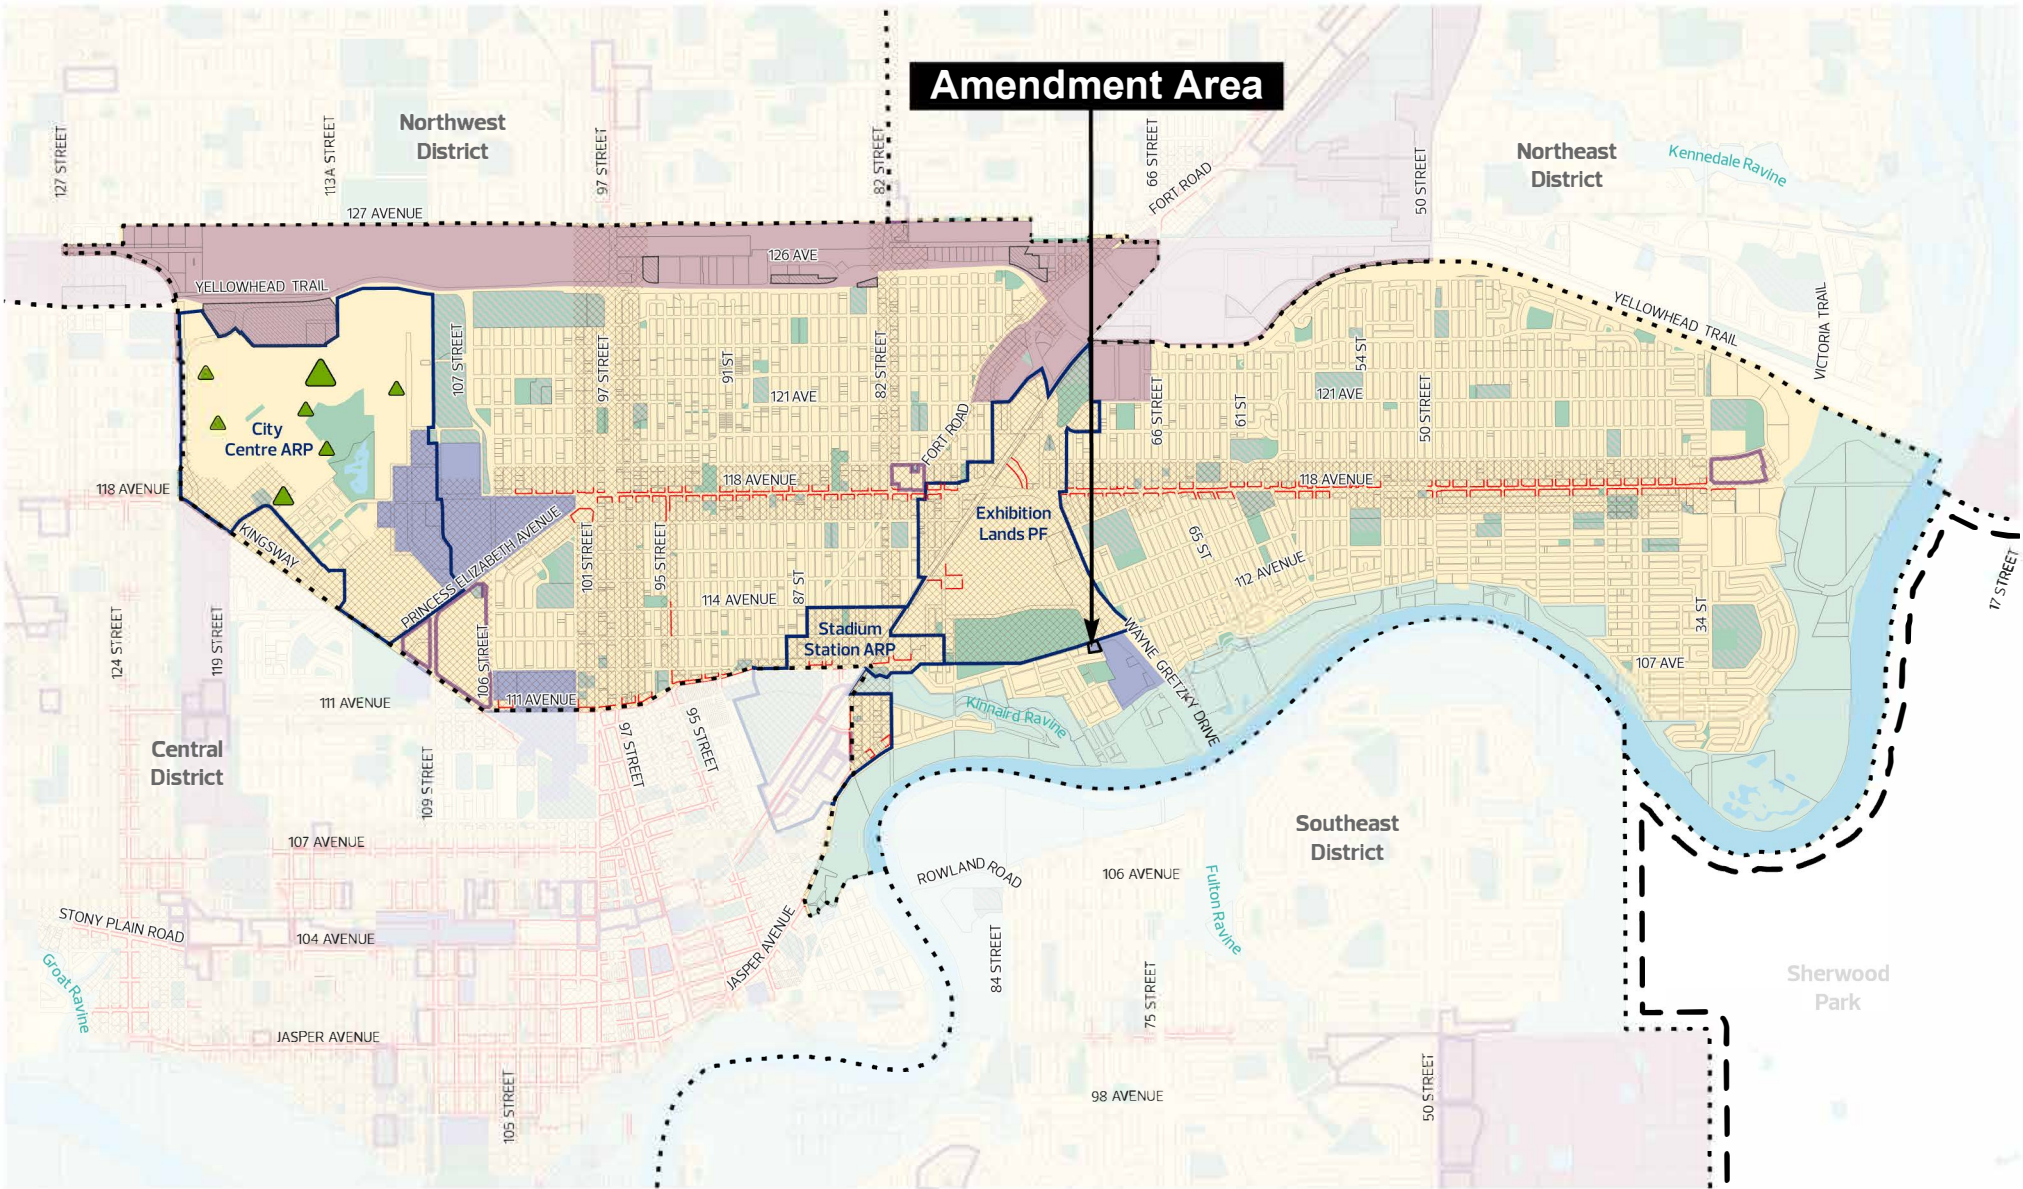 Amendment Area
Northwest
District
Northeast
District
Kennedale Ravine
127 STREET
113A STREET
97 STREET
82 STREET
66 STREET
FORT ROAD
50 STREET
127 AVENUE
126 AVE
YELLOWHEAD TRAIL
YELLOWHEAD TRAIL
VICTORIA TRAIL
107 STREET
97 STREET
91 ST
82 STREET
121 AVE
FORT ROAD
66 STREET
61 ST
54 ST
121 AVE
50 STREET
City
Centre ARP
118 AVENUE
118 AVENUE
118 AVENUE
KINGSWAY
PRINCESS ELIZABETH AVENUE
101 STREET
95 STREET
87 ST
114 AVENUE
Exhibition
Lands PF
65 ST
112 AVENUE
17 STREET
34 ST
107 AVE
Stadium
Station ARP
WAYNE GRETZKY DRIVE
Kinnaird Ravine
124 STREET
119 STREET
106 STREET
111 AVENUE
111 AVENUE
97 STREET
95 STREET
Central
District
109 STREET
107 AVENUE
Southeast
District
ROWLAND ROAD
106 AVENUE
Fulton Ravine
STONY PLAIN ROAD
104 AVENUE
JASPER AVENUE
84 STREET
75 STREET
Groat Ravine
Sherwood
Park
JASPER AVENUE
105 STREET
98 AVENUE
50 STREET